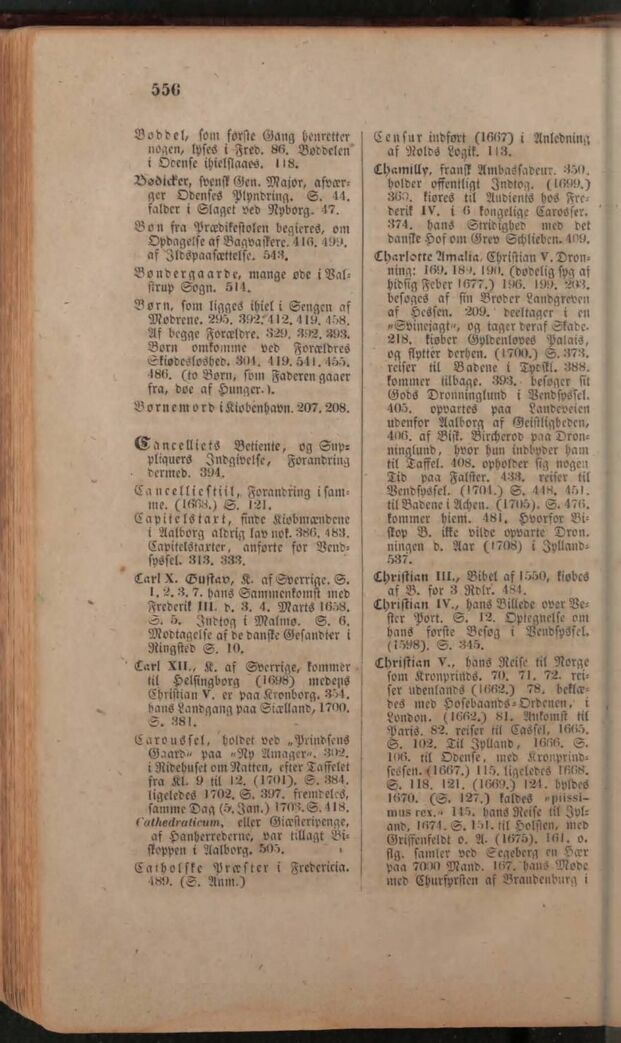 556
Bøddel, som første Gang henretter
nogen, lyses i Fred. 86. Bøddelen
i Odense ihielslaaes. 118.
Bødicker, svensk Gen. Major, afvær-
ger Odenses Plyndring. S. 44.
falder i Slaget ved Nyborg. 47.
Bøn fra Prædikestolen begieres, om
Opdagelse af Bagvaskere. 416. 499.
af Ildspaasættelse. 543.
Bøndergaarde, mange øde i Val-
strup Sogn. 514.
Børn, som ligges ihiel i Sengen af
Mødrene. 295. 392. 412. 419. 458.
Af begge Forældre. 329. 392. 393.
Børn omkomme ved Forældres
Skiødesløshed. 304. 419. 541. 455.
486. (to Børn, som Faderen gaaer
fra, døe af Hunger.).
Børnemord i Kiøbenhavn. 207. 208.
Cancelliets Betiente, og Sup-
pliquers Indgivelse, Forandring
dermed. 394.
Cancelliestiil, Forandring i sam-
me. (1668.) S. 121.
Capitelstaxt, finde Kiøbmændene
i Aalborg aldrig lav nok. 386. 483.
Capitelstaxter, anførte for Vend-
syssel. 313. 333.
Carl X. Gustav, K. af Sverrige. S.
1. 2. 3. 7. hans Sammenkomst med
Frederik III. d. 3. 4. Marts 1658.
S. 5. Indtog i Malmø. S. 6.
Modtagelse af de danske Gesandter i
Ringsted S. 10.
Carl XII., K. af Sverrige, kommer
til Helsingborg (1698) medens
Christian V. er paa Kronborg. 354.
hans Landgang paa Siælland, 1700.
S. 381.
Caroussel, holdet ved „Prindsens
Gaard“ paa „Ny Amager“. 302.
i Ridehuset om Natten, efter Taffelet
fra Kl. 9 til 12. (1701). S. 384.
ligeledes 1702. S. 397. fremdeles,
samme Dag (5. Jan.) 1703. S. 418.
Cathedraticum, eller Giæsteripenge,
af Hanherrederne, var tillagt Bi-
skoppen i Aalborg. 505.
Catholske Præster i Fredericia.
489. (S. Anm.)
Censur indført (1667) i Anledning
af Nolds Logik. 113.
Chamilly, fransk Ambassadeur. 350.
holder offentligt Indtog. (1699.)
365. kiøres til Audients hos Fre-
derik IV. i 6 kongelige Carosser.
374. hans Stridighed med det
danske Hof om Grev Schlieben. 409.
Charlotte Amalia, Christian V. Dron-
ning: 169. 189. 190. (dødelig syg af
hidsig Feber 1677.) 196. 199. 203.
besøges af sin Broder Landgreven
af Hessen. 209. deeltager i en
„Sviinejagt“, og tager deraf Skade.
218. kiøber Gyldenløves Palais,
og flytter derhen. (1700.) S. 373.
reiser til Badene i Tydskl. 388.
kommer tilbage. 393. besøger sit
Gods Dronninglund i Vendsyssel.
405. opvartes paa Landeveien
udenfor Aalborg af Geistligheden,
406. af Bisk. Bircherod paa Dron-
ninglund, hvor hun indbyder ham
til Taffel. 408. opholder sig nogen
Tid paa Falster. 433. reiser til
Vendsyssel. (1704.) S. 448. 451.
til Badene i Achen. (1705). S. 476.
kommer hiem. 481. Hvorfor Bi-
skop B. ikke vilde opvarte Dron.
ningen d. Aar (1708) i Jylland.
537.
Christian III., Bibel af 1550, kiøbes
af B. for 3 Rdlr. 484.
Christian IV., hans Billede over Ve-
ster Port. S. 12. Optegnelse om
hans første Besøg i Vendsyssel.
(1598). S. 345.
Christian V., hans Reise til Norge
som Kronprinds. 70. 71. 72. rei-
ser udenlands (1662.) 78. beklæ-
des med Hosebaands-Ordenen, i
London. (1662.) 81. Ankomst til
Paris. 82. reiser til Cassel, 1665.
S. 102. Til Jylland, 1666. S.
106. til Odense, med Kronprind-
sessen. (1667.) 115. ligeledes 1668.
S. 118. 121. (1669.) 124. hyldes
1670. (S. 127.) kaldes „piissi-
mus rex.“ 145. hans Reise til Jyl-
and, 1674. S. 151. til Holsten, med
Griffenfeldt o. A. (1675). 161. o.
flg. samler ved Segeberg en Hær
paa 7000 Mand. 167. hans Møde
med Churfyrsten af Brandenburg i